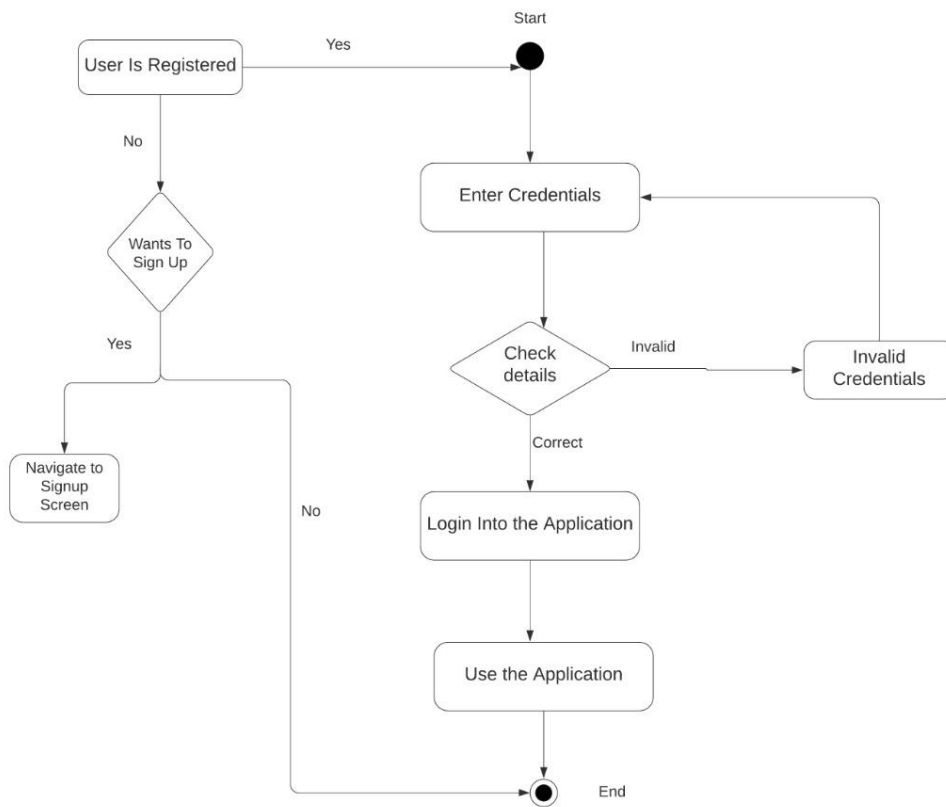 Start
Yes
User Is Registered
No
Enter Credentials
Wants To
Sign Up
Yes
Check
details
Invalid
Invalid
Credentials
Correct
Navigate to
Signup
Screen
No
Login Into the Application
Use the Application
End